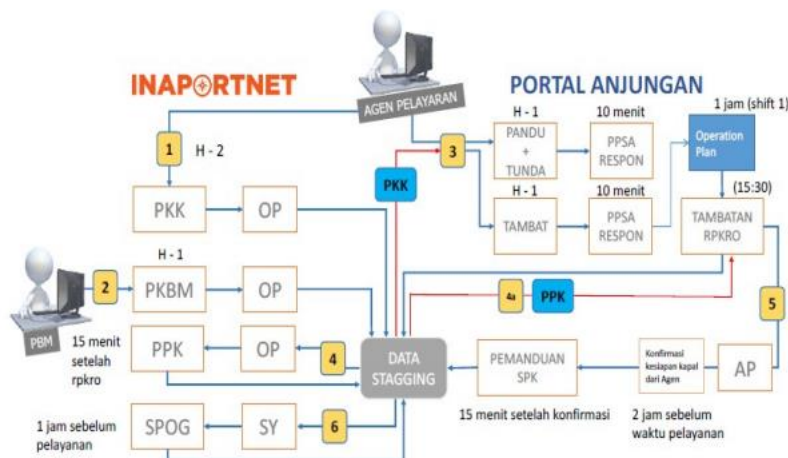 INAPORTNET
AGEN PELAYARAN
PORTAL ANJUNGAN
1
H - 2
PKK
OP
2
H - 1
PKBM
OP
PBM
15 menit
setelah
rpkro
PPK
OP
4
1 jam sebelum
pelayanan
SPOG
SY
6
DATA
STAGGING
PKK
3
H - 1
PANDU
+
TUNDA
10 menit
PPSA
RESPON
H - 1
TAMBAT
10 menit
PPSA
RESPON
1 jam (shift 1)
Operation
Plan
(15:30)
TAMBATAN
RPKRO
4a
PPK
5
PEMANDUAN
SPK
15 menit setelah konfirmasi
Konfirmasi
kesiapan kapal
dari Agen
2 jam sebelum
waktu pelayanan
AP